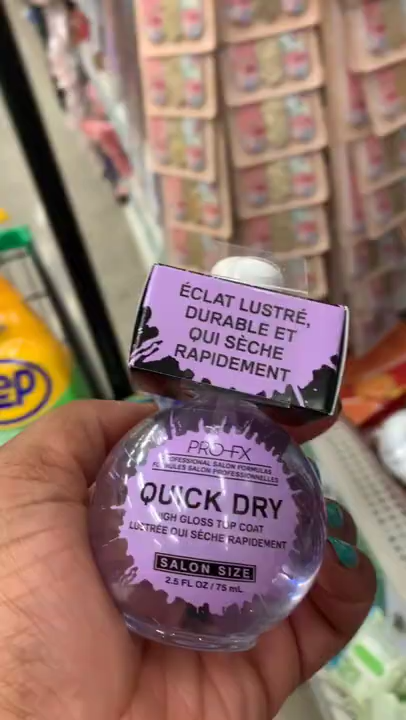 ÉCLAT LUSTRÉ,
DURABLE ET
QUI SÈCHE
RAPIDEMENT
PRO-FX
PROFESSIONAL SALON FORMULAS
FORMULES SALON PROFESSIONNELLES
QUICK DRY
HIGH GLOSS TOP COAT
LUSTRÉE QUI SÈCHE RAPIDEMENT
SALON SIZE
2.5 FL OZ / 75 mL
ep